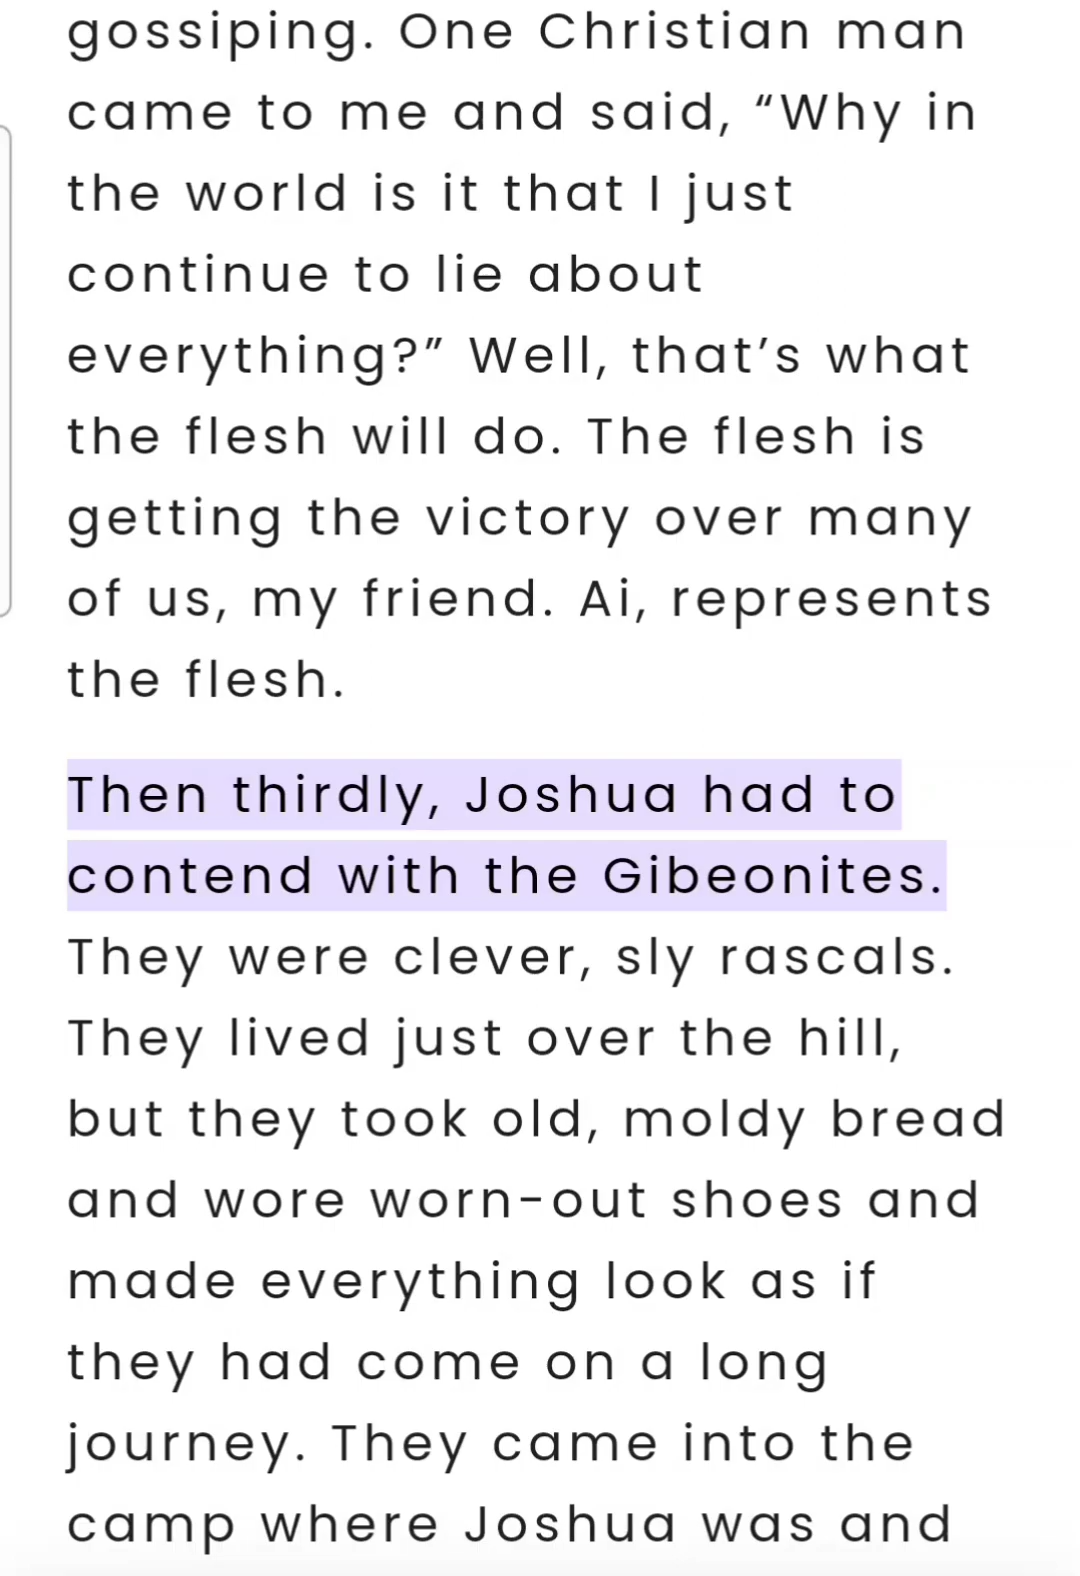 gossiping. One Christian man
came to me and said, “Why in
the world is it that I just
continue to lie about
everything?” Well, that’s what
the flesh will do. The flesh is
getting the victory over many
of us, my friend. Ai, represents
the flesh.
Then thirdly, Joshua had to
contend with the Gibeonites.
They were clever, sly rascals.
They lived just over the hill,
but they took old, moldy bread
and wore worn-out shoes and
made everything look as if
they had come on a long
journey. They came into the
camp where Joshua was and